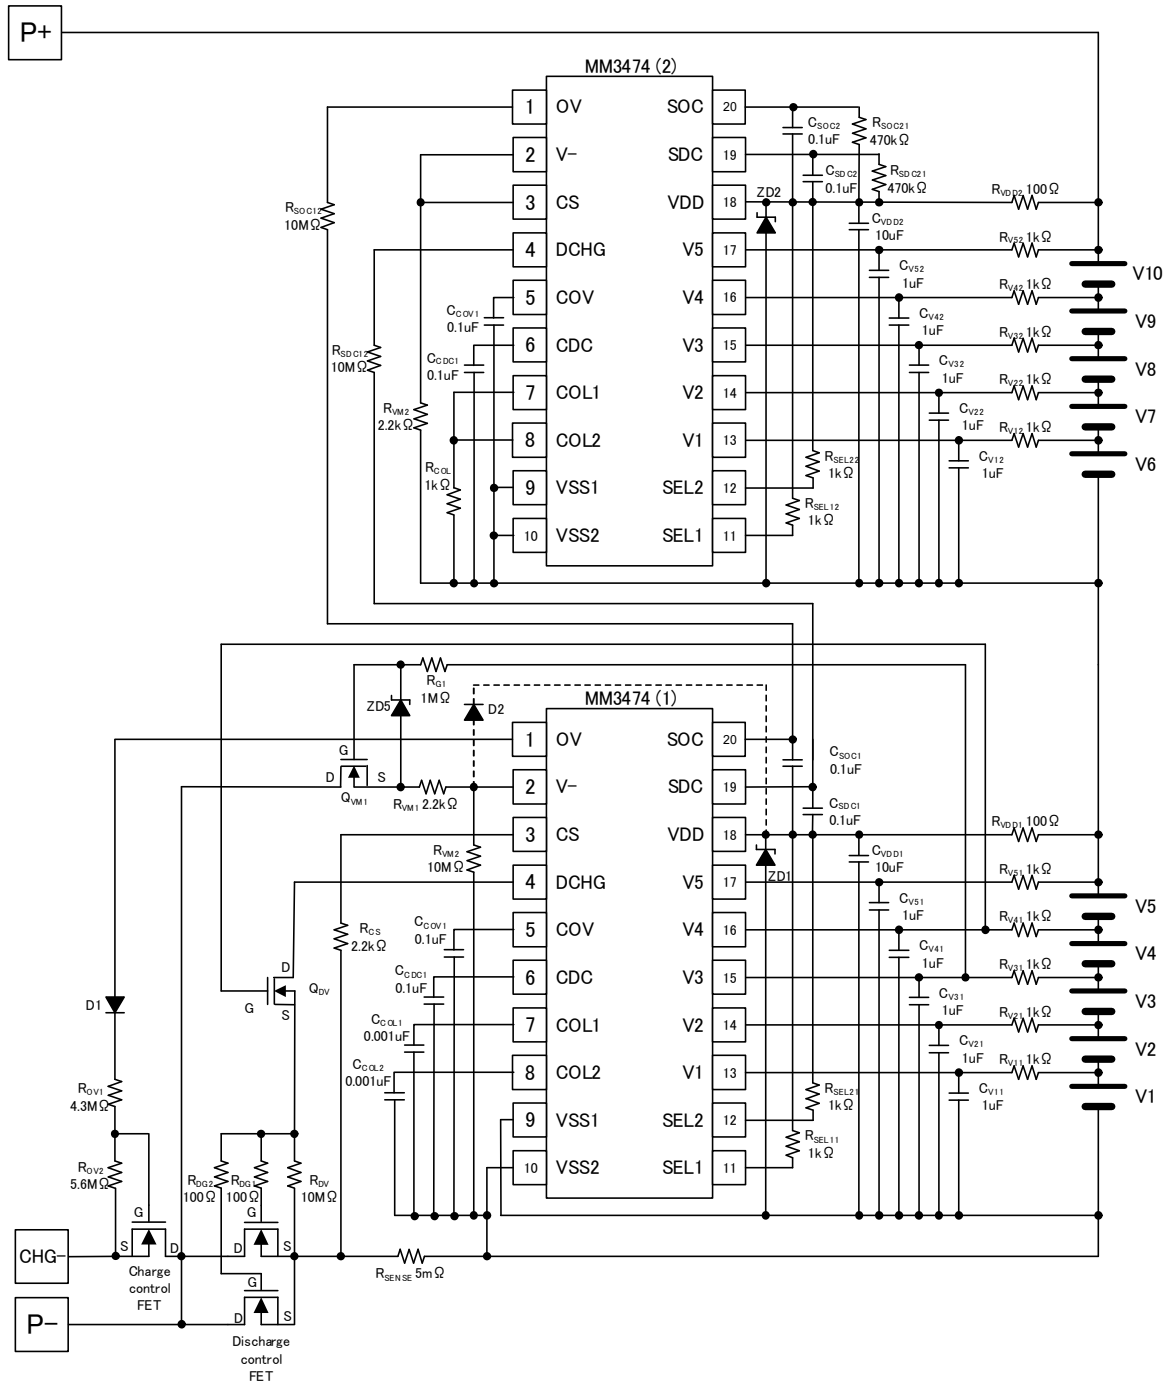 P+
MM3474 (2)
1 OV
2 V-
3 CS
4 DCHG
5 COV
6 CDC
7 COL1
8 COL2
9 VSS1
10 VSS2
SOC 20
SDC 19
VDD 18
V5 17
V4 16
V3 15
V2 14
V1 13
SEL2 12
SEL1 11
RSOC12
10MΩ
RSDC12
10MΩ
RVM2
2.2kΩ
RCOL
1kΩ
CCOV1
0.1uF
CCDC1
0.1uF
CSOC2
0.1uF
RSOC21
470kΩ
CSDC2
0.1uF
RSDC21
470kΩ
ZD2
CVDD2
10uF
RVDD2 100Ω
RV52 1kΩ
CV52
1uF
RV42 1kΩ
CV42
1uF
RV32 1kΩ
CV32
1uF
RV22 1kΩ
CV22
1uF
RV12 1kΩ
CV12
1uF
RSEL22
1kΩ
RSEL12
1kΩ
V10
V9
V8
V7
V6
MM3474 (1)
1 OV
2 V-
3 CS
4 DCHG
5 COV
6 CDC
7 COL1
8 COL2
9 VSS1
10 VSS2
SOC 20
SDC 19
VDD 18
V5 17
V4 16
V3 15
V2 14
V1 13
SEL2 12
SEL1 11
RG1
1MΩ
ZD5
D2
G
D
S
QVM1
RVM1 2.2kΩ
RVM2
10MΩ
RCS
2.2kΩ
CCOV1
0.1uF
CCDC1
0.1uF
CCOL1
0.001uF
CCOL2
0.001uF
D
QDV
G
S
D1
ROV1
4.3MΩ
ROV2
5.6MΩ
RDG2
100Ω
RDG1
100Ω
RDV
10MΩ
CSOC1
0.1uF
CSDC1
0.1uF
ZD1
CVDD1
10uF
RVDD1 100Ω
RV51 1kΩ
CV51
1uF
RV41 1kΩ
CV41
1uF
RV31 1kΩ
CV31
1uF
RV21 1kΩ
CV21
1uF
RV11 1kΩ
CV11
1uF
RSEL21
1kΩ
RSEL11
1kΩ
V5
V4
V3
V2
V1
CHG-
G
S
D
Charge
control
FET
G
D
S
G
D
S
Discharge
control
FET
RSENSE 5mΩ
P-